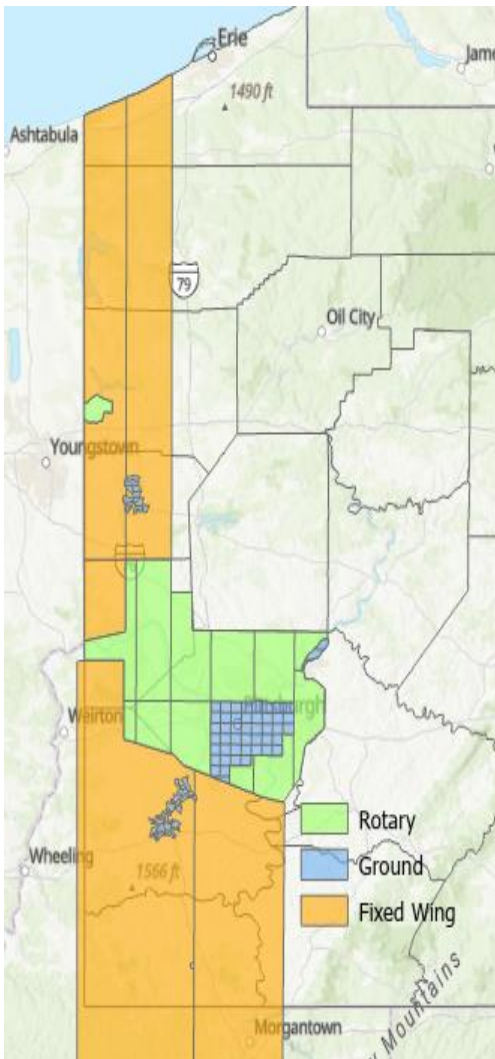 Erie
Jame
1490 ft
Ashtabula
79
Oil City
Youngstown
Pittsburgh
Weirton
Rotary
Ground
Wheeling
1566 ft
Fixed Wing
Mountains
Morgantown